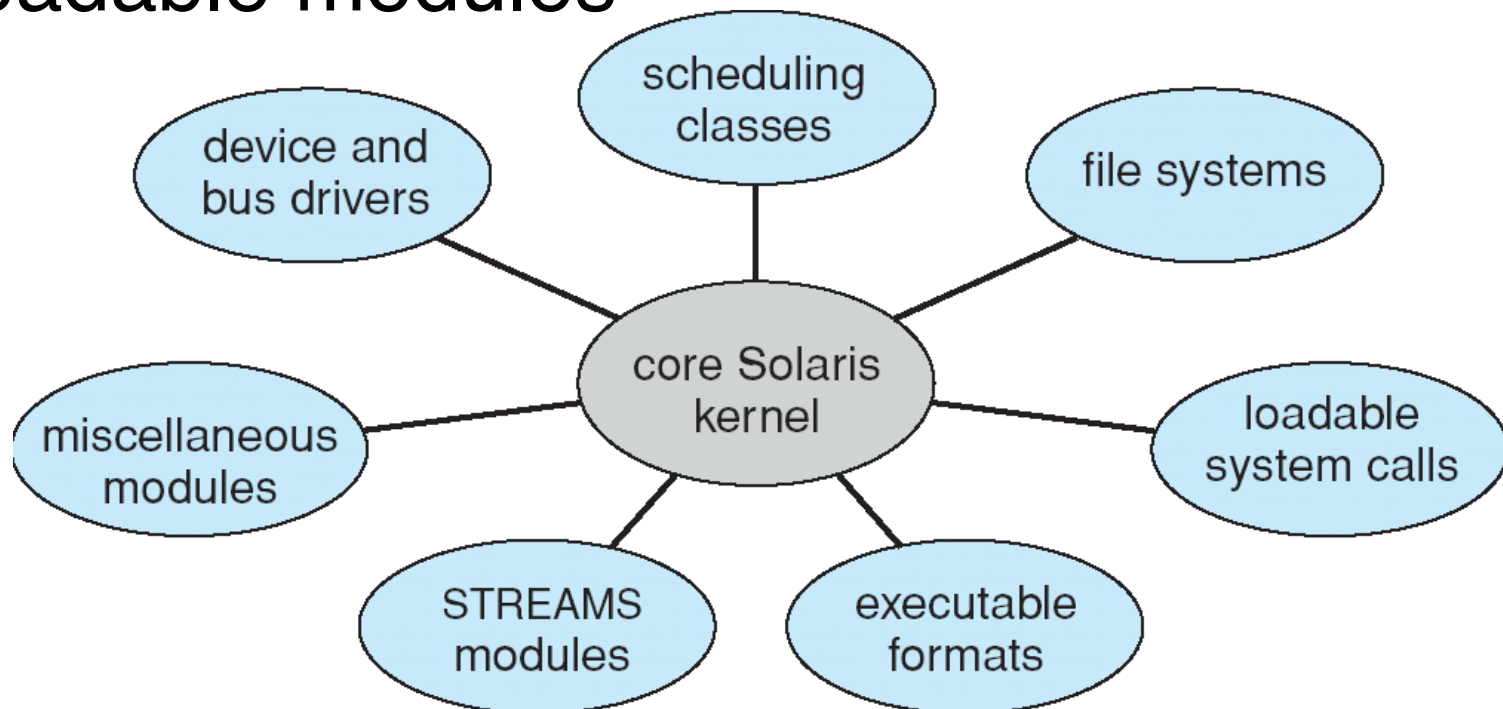 modules
scheduling
classes
device and
bus drivers
file systems
core Solaris
kernel
loadable
system calls
miscellaneous
modules
STREAMS
modules
executable
formats